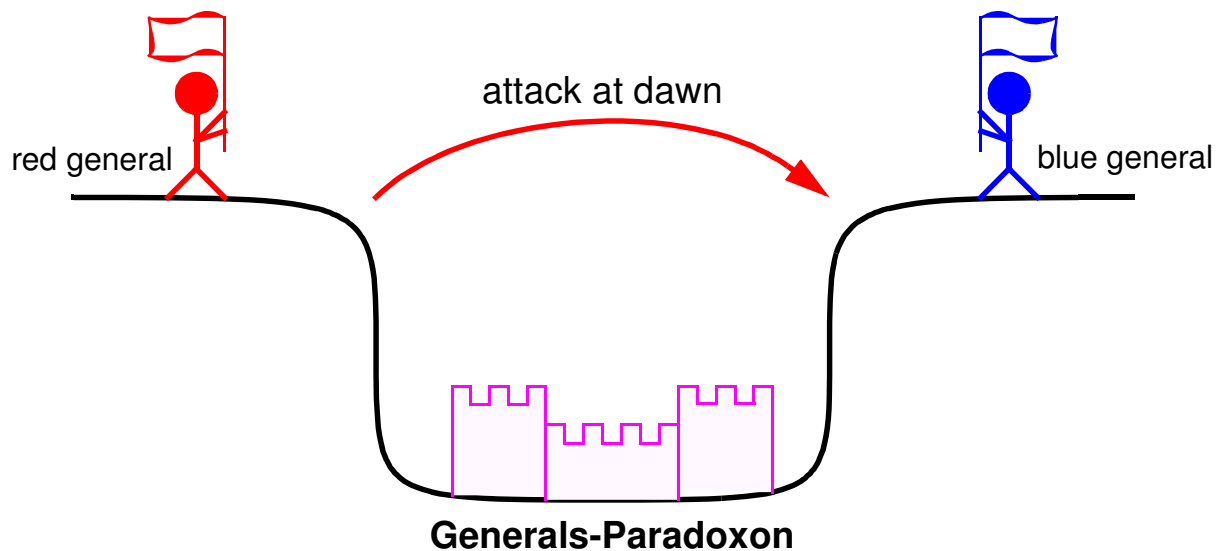 attack at dawn
red general
blue general
Generals-Paradoxon